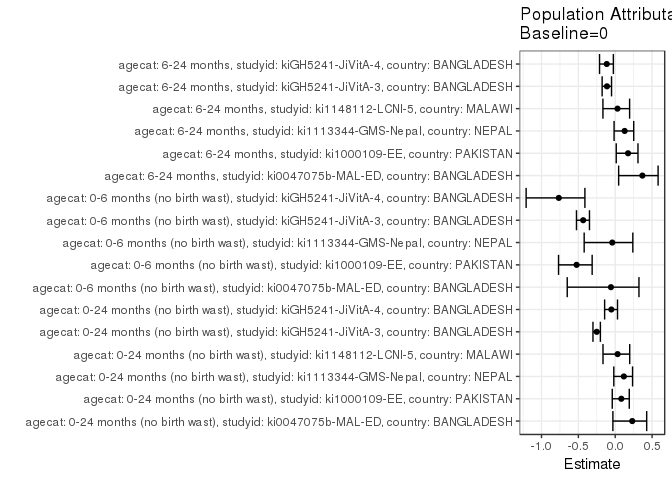 Population Attributa
Baseline=0
agecat: 6-24 months, studyid: kiGH5241-JiVitA-4, country: BANGLADESH
agecat: 6-24 months, studyid: kiGH5241-JiVitA-3, country: BANGLADESH
agecat: 6-24 months, studyid: ki1148112-LCNI-5, country: MALAWI
agecat: 6-24 months, studyid: ki1113344-GMS-Nepal, country: NEPAL
agecat: 6-24 months, studyid: ki1000109-EE, country: PAKISTAN
agecat: 6-24 months, studyid: ki0047075b-MAL-ED, country: BANGLADESH
agecat: 0-6 months (no birth wast), studyid: kiGH5241-JiVitA-4, country: BANGLADESH
agecat: 0-6 months (no birth wast), studyid: kiGH5241-JiVitA-3, country: BANGLADESH
agecat: 0-6 months (no birth wast), studyid: ki1113344-GMS-Nepal, country: NEPAL
agecat: 0-6 months (no birth wast), studyid: ki1000109-EE, country: PAKISTAN
agecat: 0-6 months (no birth wast), studyid: ki0047075b-MAL-ED, country: BANGLADESH
agecat: 0-24 months (no birth wast), studyid: kiGH5241-JiVitA-4, country: BANGLADESH
agecat: 0-24 months (no birth wast), studyid: kiGH5241-JiVitA-3, country: BANGLADESH
agecat: 0-24 months (no birth wast), studyid: ki1148112-LCNI-5, country: MALAWI
agecat: 0-24 months (no birth wast), studyid: ki1113344-GMS-Nepal, country: NEPAL
agecat: 0-24 months (no birth wast), studyid: ki1000109-EE, country: PAKISTAN
agecat: 0-24 months (no birth wast), studyid: ki0047075b-MAL-ED, country: BANGLADESH
-1.0 -0.5 0.0 0.5
Estimate